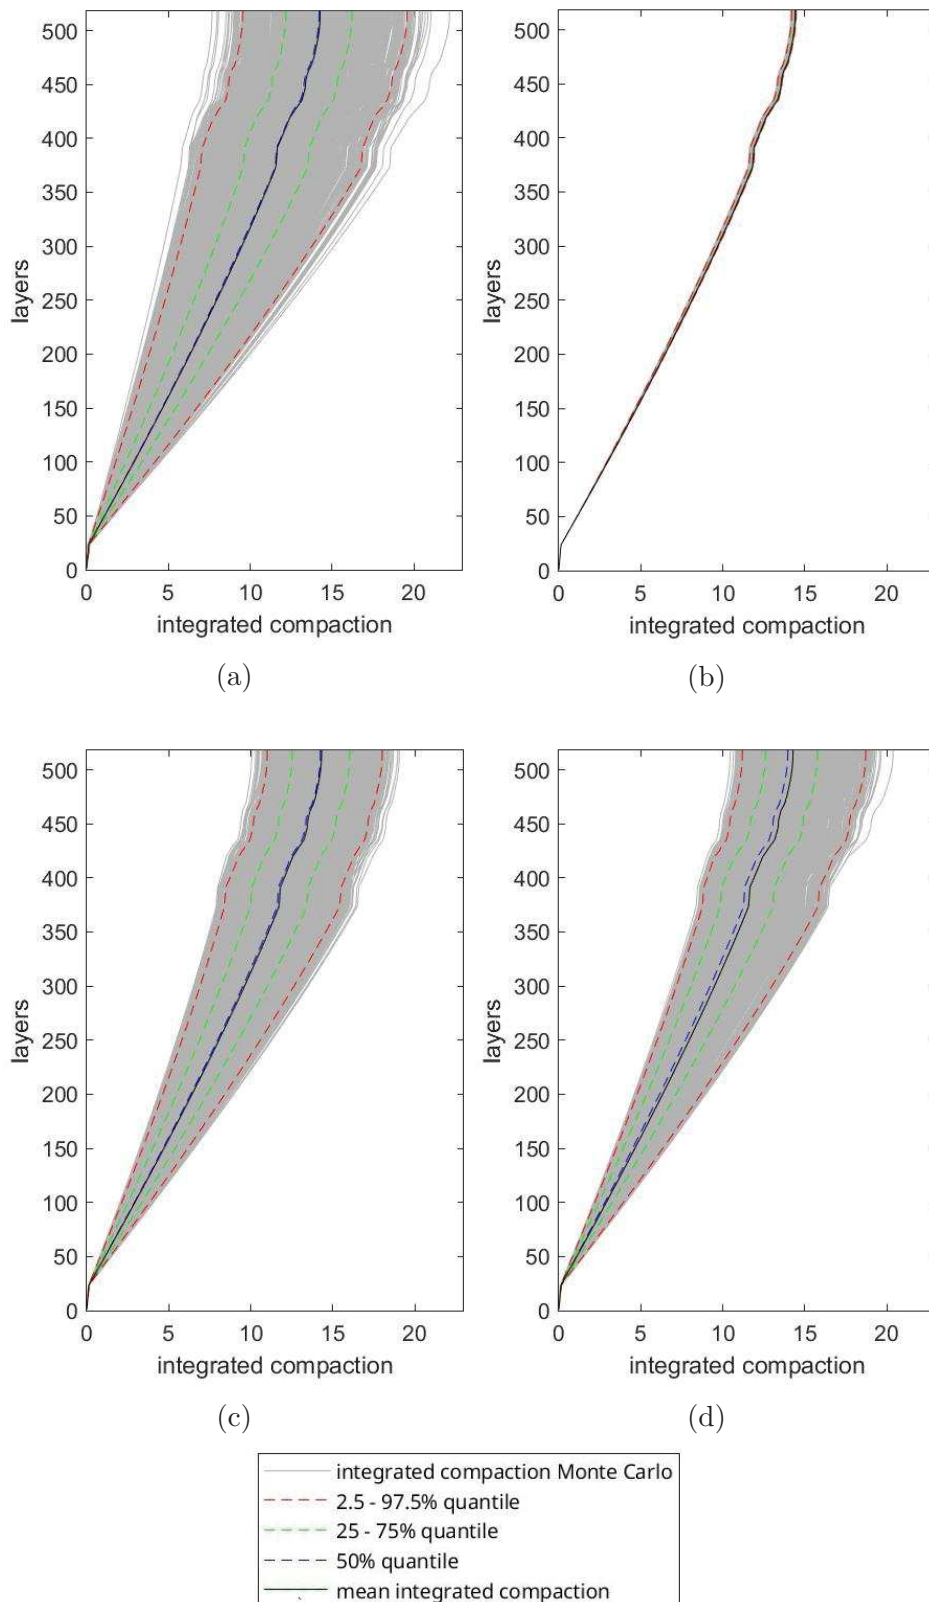 500
450
400
350
300
250
200
150
100
50
0
layers
0 5 10 15 20
integrated compaction
(a)
500
450
400
350
300
250
200
150
100
50
0
layers
0 5 10 15 20
integrated compaction
(b)
500
450
400
350
300
250
200
150
100
50
0
layers
0 5 10 15 20
integrated compaction
(c)
500
450
400
350
300
250
200
150
100
50
0
layers
0 5 10 15 20
integrated compaction
(d)
integrated compaction Monte Carlo
2.5 - 97.5% quantile
25 - 75% quantile
50% quantile
mean integrated compaction